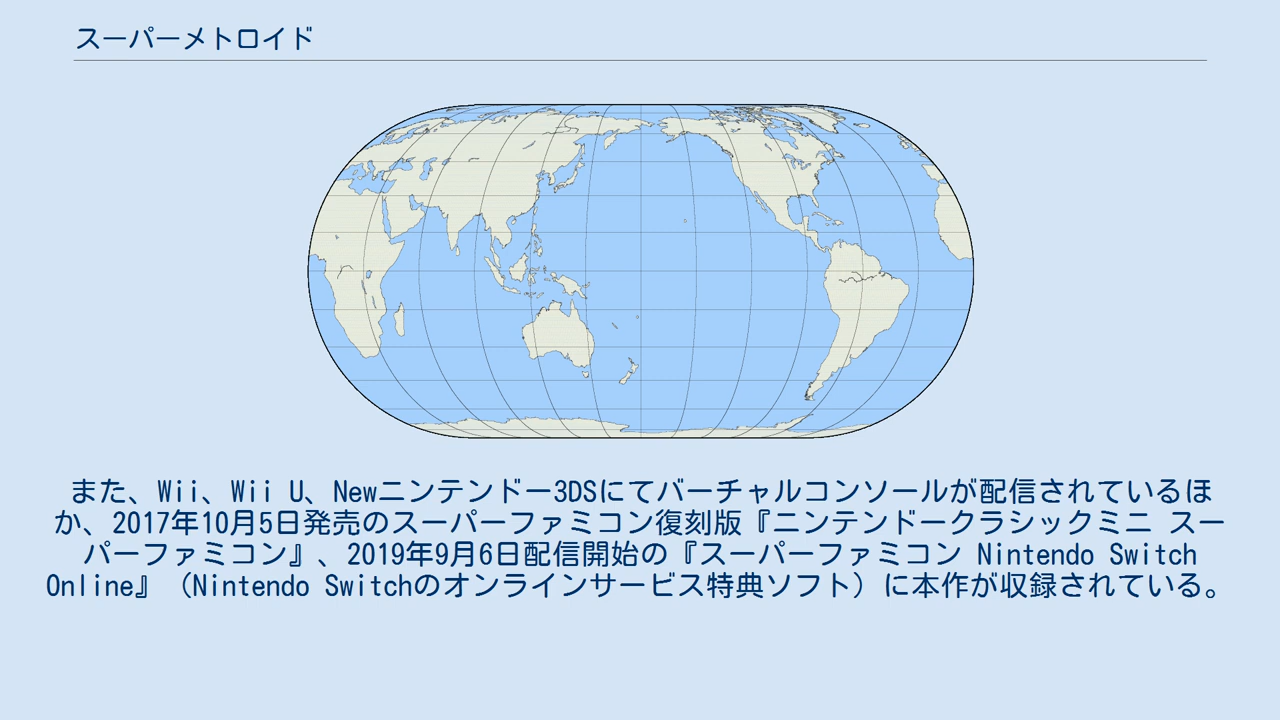 スーパーメトロイド
また、Wii、Wii U、Newニンテンドー3DSにてバーチャルコンソールが配信されているほ
か、2017年10月5日発売のスーパーファミコン復刻版『ニンテンドークラシックミニ スー
パーファミコン』、2019年9月6日配信開始の『スーパーファミコン Nintendo Switch
Online』（Nintendo Switchのオンラインサービス特典ソフト）に本作が収録されている。